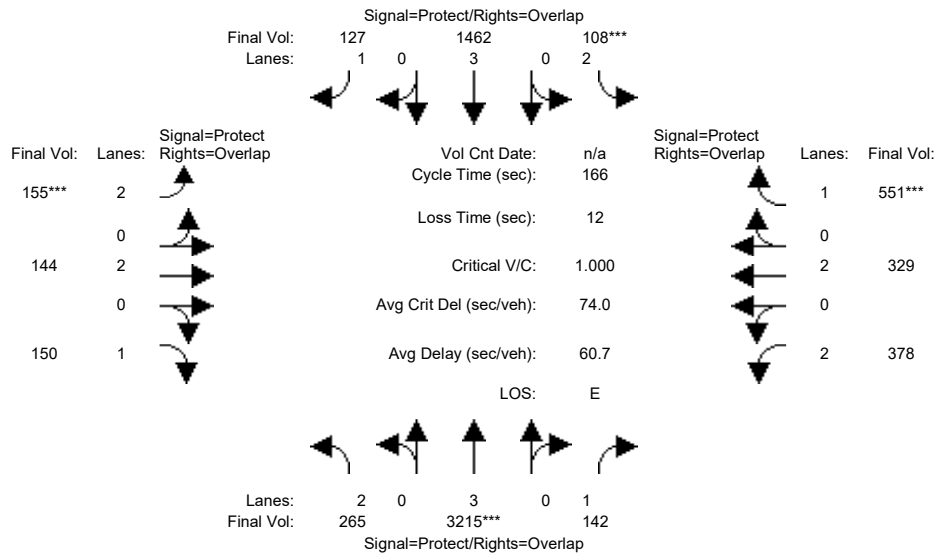 Signal=Protect/Rights=Overlap
Final Vol: 127 1462 108***
Lanes: 1 0 3 0 2
Signal=Protect Signal=Protect
Final Vol: Lanes: Rights=Overlap Vol Cnt Date: n/a Rights=Overlap Lanes: Final Vol:
Cycle Time (sec): 166
155*** 2 1 551***
Loss Time (sec): 12
0 0
144 2 Critical V/C: 1.000 2 329
0 Avg Crit Del (sec/veh): 74.0 0
150 1 Avg Delay (sec/veh): 60.7 2 378
LOS: E
Lanes: 2 0 3 0 1
Final Vol: 265 3215*** 142
Signal=Protect/Rights=Overlap